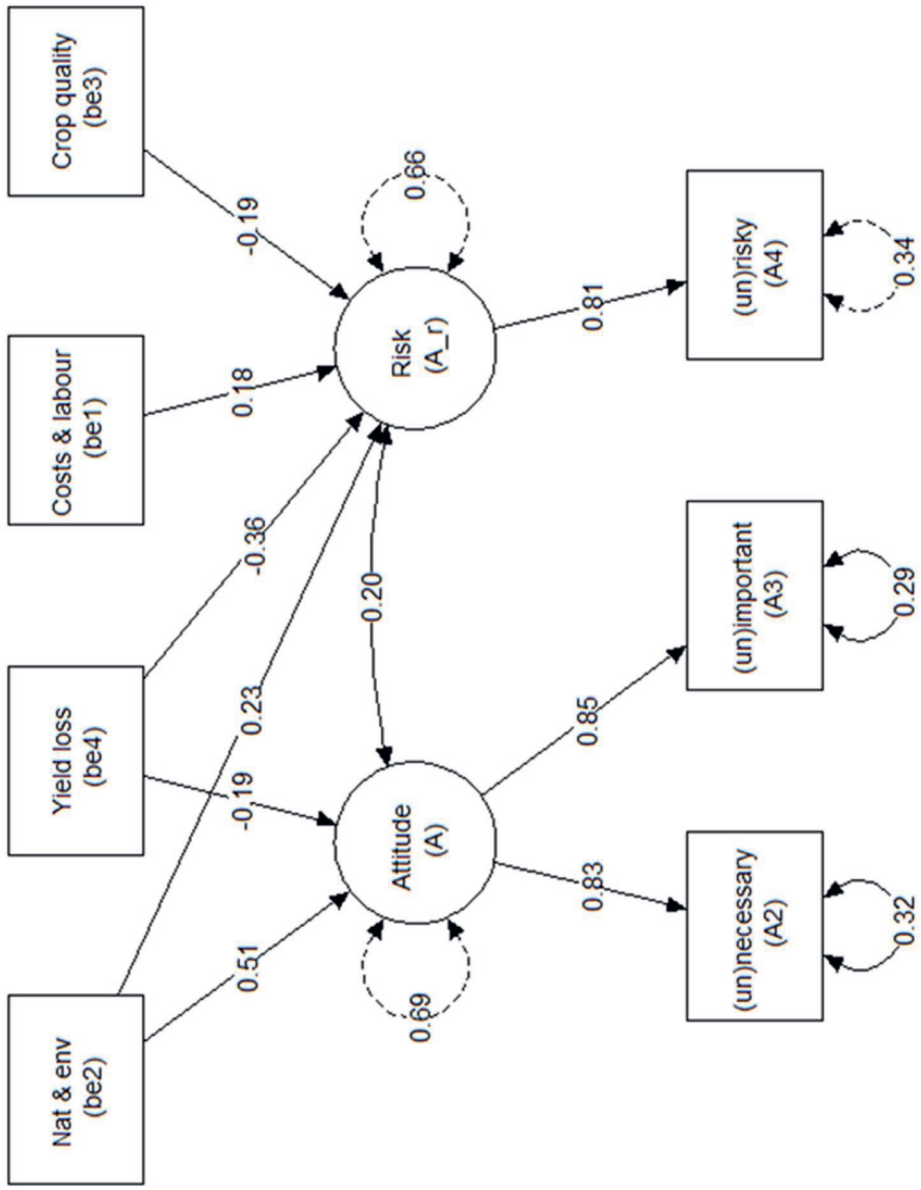 Nat & env
(be2)
Yield loss
(be4)
Costs & labour
(be1)
Crop quality
(be3)
0.51
-0.19
0.23
-0.36
0.18
-0.19
0.69
Attitude
(A)
0.20
Risk
(A_r)
0.66
0.83
0.85
0.81
(un)necessary
(A2)
(un)important
(A3)
(un)risky
(A4)
0.32
0.29
0.34